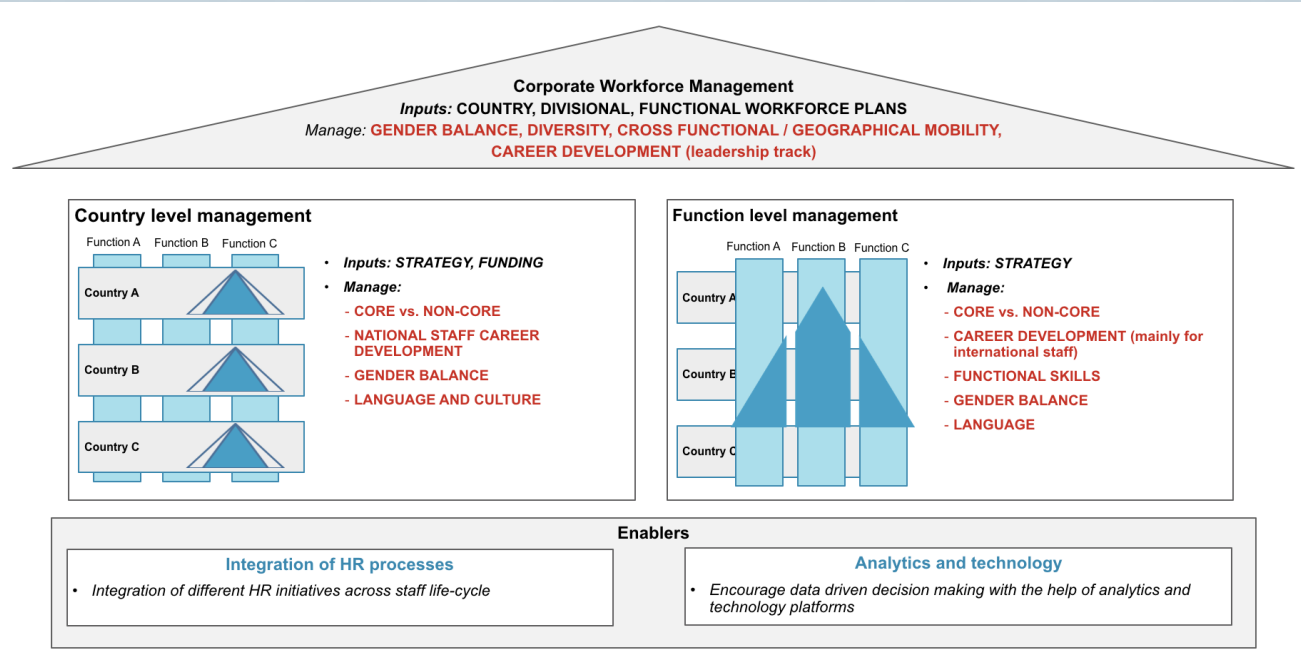 Corporate Workforce Management
Inputs: COUNTRY, DIVISIONAL, FUNCTIONAL WORKFORCE PLANS
Manage: GENDER BALANCE, DIVERSITY, CROSS FUNCTIONAL / GEOGRAPHICAL MOBILITY,
CAREER DEVELOPMENT (leadership track)
Country level management
Function A Function B Function C
Country A
Country B
Country C
• Inputs: STRATEGY, FUNDING
• Manage:
- CORE vs. NON-CORE
- NATIONAL STAFF CAREER
DEVELOPMENT
- GENDER BALANCE
- LANGUAGE AND CULTURE
Function level management
Function A Function B Function C
Country A
Country B
Country C
• Inputs: STRATEGY
• Manage:
- CORE vs. NON-CORE
- CAREER DEVELOPMENT (mainly for
international staff)
- FUNCTIONAL SKILLS
- GENDER BALANCE
- LANGUAGE
Enablers
Integration of HR processes
• Integration of different HR initiatives across staff life-cycle
Analytics and technology
• Encourage data driven decision making with the help of analytics and
technology platforms